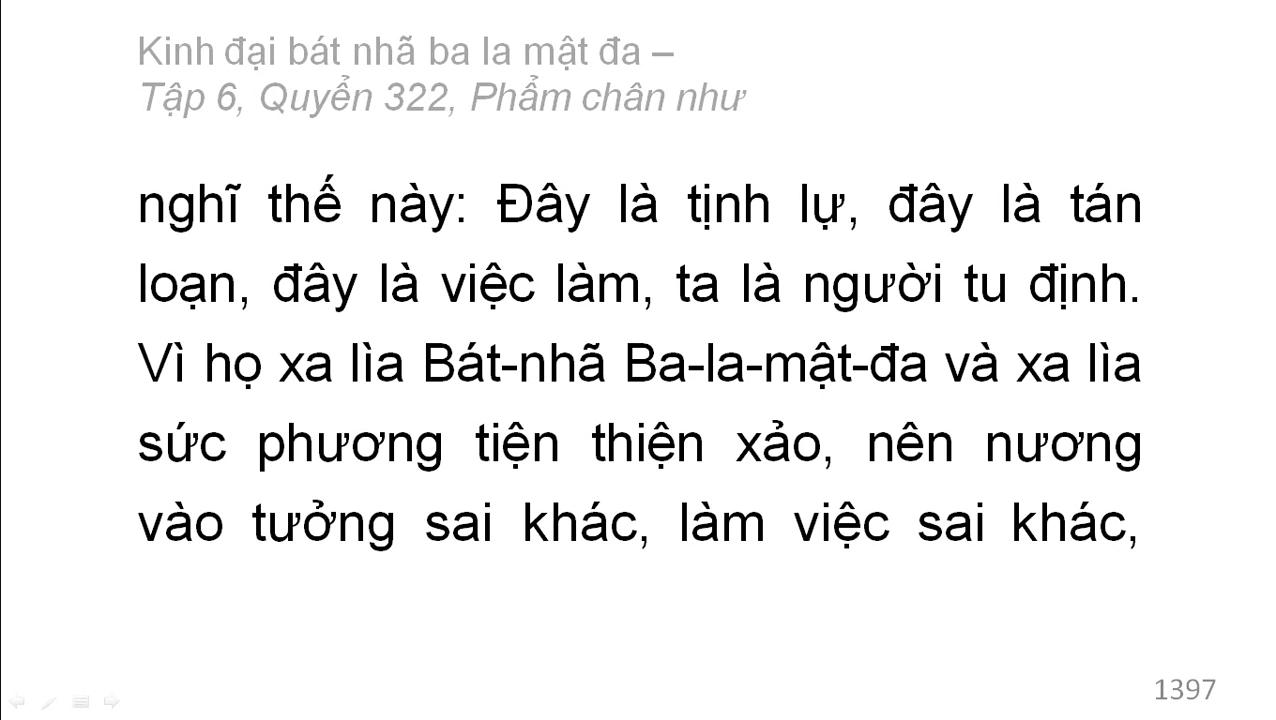 Kinh đại bát nhã ba la mật đa –
Tập 6, Quyển 322, Phẩm chân như
nghĩ thế này: Đây là tịnh lự, đây là tán
loạn, đây là việc làm, ta là người tu định.
Vì họ xa lìa Bát-nhã Ba-la-mật-đa và xa lìa
sức phương tiện thiện xảo, nên nương
vào tưởng sai khác, làm việc sai khác,
1397